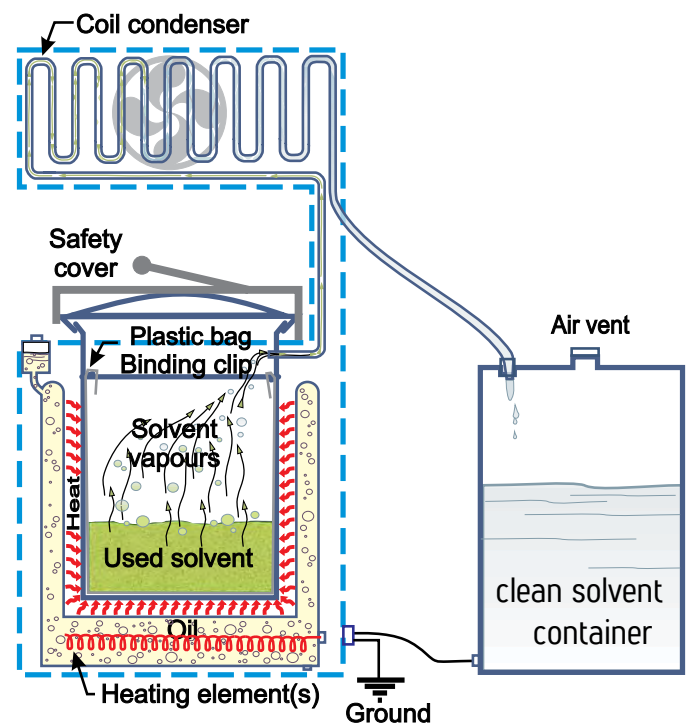 Coil condenser
Safety
cover
Plastic bag
Binding clip
Air vent
Solvent
vapours
Heat
Used solvent
clean solvent
container
Oil
Heating element(s)
Ground